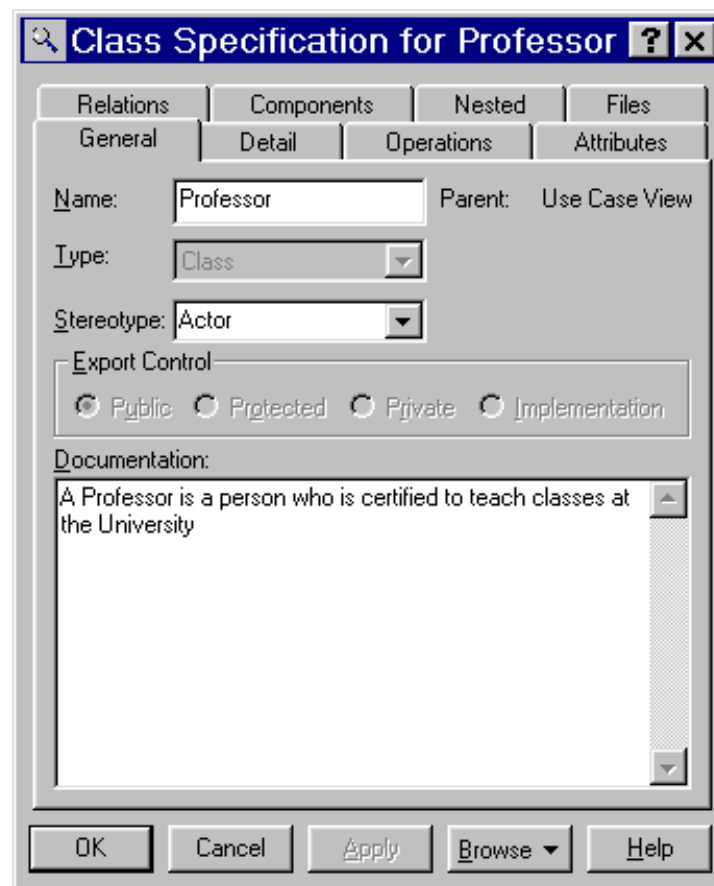 Class Specification for Professor ?
Relations Components Nested Files
General Detail Operations Attributes
Name: Professor Parent: Use Case View
Type: Class
Stereotype: Actor
Export Control
Public Protected Private Implementation
Documentation:
A Professor is a person who is certified to teach classes at
the University
OK Cancel Apply Browse Help